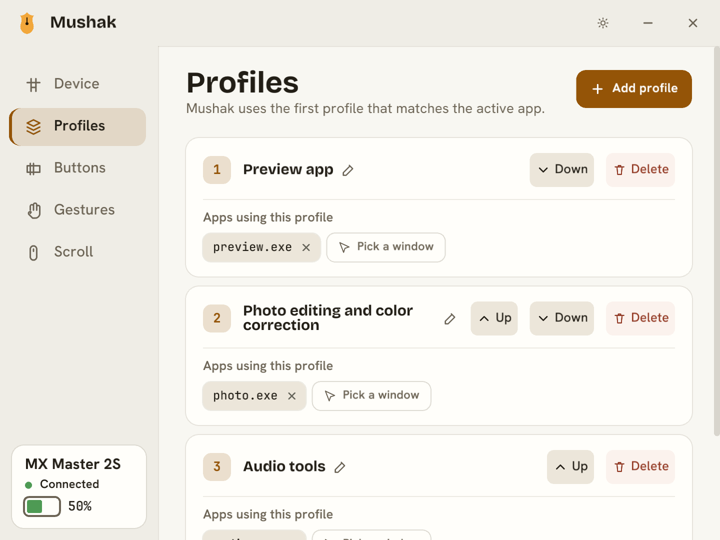 Mushak
Device
Profiles
Buttons
Gestures
Scroll
MX Master 2S
Connected
50%
Profiles
Mushak uses the first profile that matches the active app.
Add profile
1 Preview app Down Delete
Apps using this profile
preview.exe Pick a window
2 Photo editing and color
correction Up Down Delete
Apps using this profile
photo.exe Pick a window
3 Audio tools Up Delete
Apps using this profile